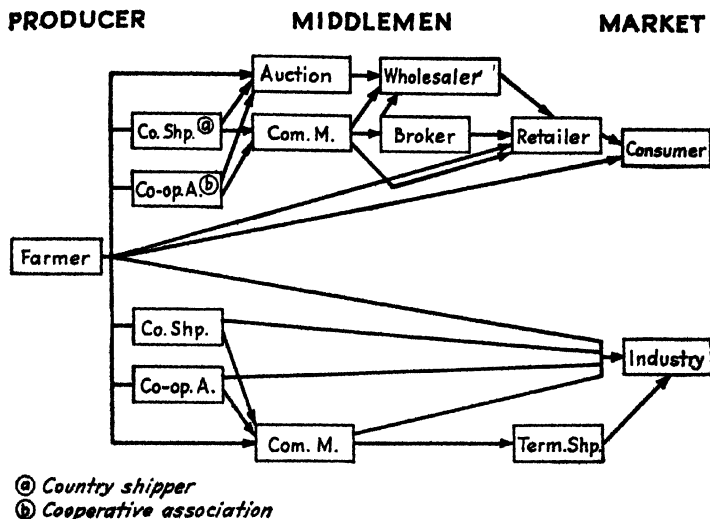 PRODUCER MIDDLEMEN MARKET
Auction Wholesaler
Co. Shp. ⓐ Com. M. Broker Retailer Consumer
Co-op. A. ⓑ
Farmer
Co. Shp.
Industry
Co-op. A.
Com. M. Term. Shp.
ⓐ Country shipper
ⓑ Cooperative association